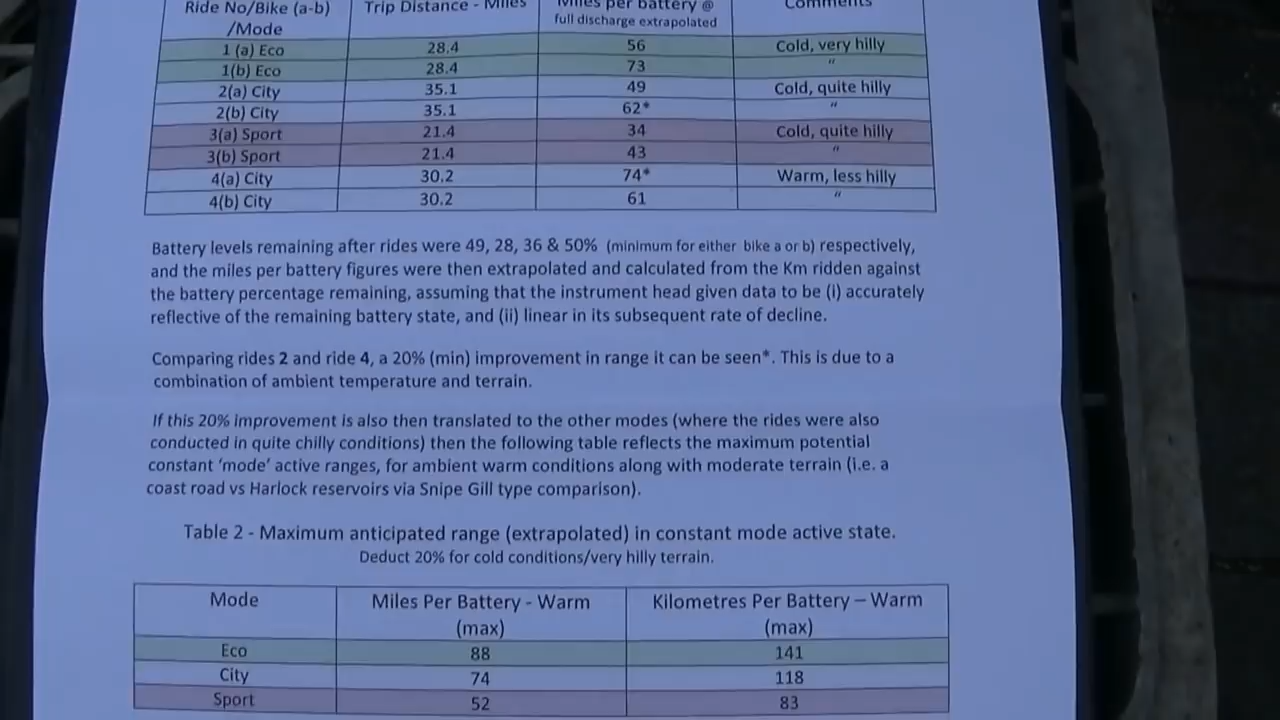 Ride No/Bike (a-b) Trip Distance - Miles Miles per battery @ Comments
/Mode full discharge extrapolated
1 (a) Eco 28.4 56 Cold, very hilly
1(b) Eco 28.4 73 "
2(a) City 35.1 49 Cold, quite hilly
2(b) City 35.1 62* "
3(a) Sport 21.4 34 Cold, quite hilly
3(b) Sport 21.4 43 "
4(a) City 30.2 74* Warm, less hilly
4(b) City 30.2 61 "
Battery levels remaining after rides were 49, 28, 36 & 50% (minimum for either bike a or b) respectively,
and the miles per battery figures were then extrapolated and calculated from the Km ridden against
the battery percentage remaining, assuming that the instrument head given data to be (i) accurately
reflective of the remaining battery state, and (ii) linear in its subsequent rate of decline.
Comparing rides 2 and ride 4, a 20% (min) improvement in range it can be seen*. This is due to a
combination of ambient temperature and terrain.
If this 20% improvement is also then translated to the other modes (where the rides were also
conducted in quite chilly conditions) then the following table reflects the maximum potential
constant 'mode' active ranges, for ambient warm conditions along with moderate terrain (i.e. a
coast road vs Harlock reservoirs via Snipe Gill type comparison).
Table 2 - Maximum anticipated range (extrapolated) in constant mode active state.
Deduct 20% for cold conditions/very hilly terrain.
Mode Miles Per Battery - Warm Kilometres Per Battery – Warm
(max) (max)
Eco 88 141
City 74 118
Sport 52 83